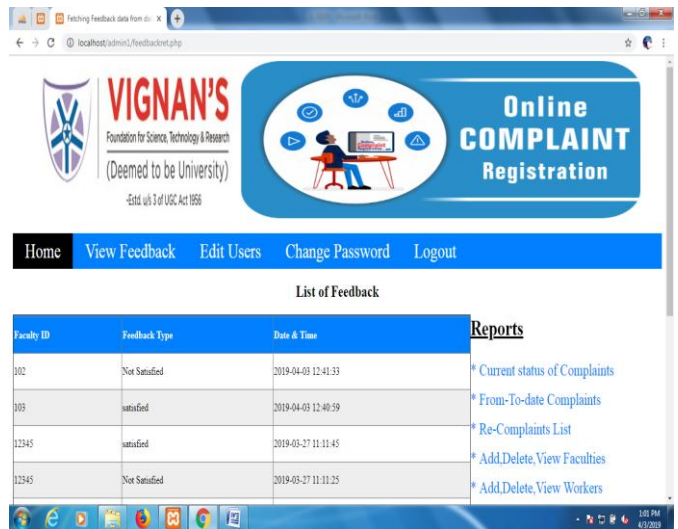 Fetching Feedback data from da
localhost/admin1/feedbackret.php
VIGNAN'S
Foundation for Science, Technology & Research
(Deemed to be University)
-Estd. u/s 3 of UGC Act 1956
Online
COMPLAINT
Registration
Home View Feedback Edit Users Change Password Logout
List of Feedback
Faculty ID Feedback Type Date & Time
102 Not Satisfied 2019-04-03 12:41:33
103 satisfied 2019-04-03 12:40:59
12345 satisfied 2019-03-27 11:11:45
12345 Not Satisfied 2019-03-27 11:11:25
Reports
* Current status of Complaints
* From-To-date Complaints
* Re-Complaints List
* Add,Delete,View Faculties
* Add,Delete,View Workers
1:01 PM
4/3/2019